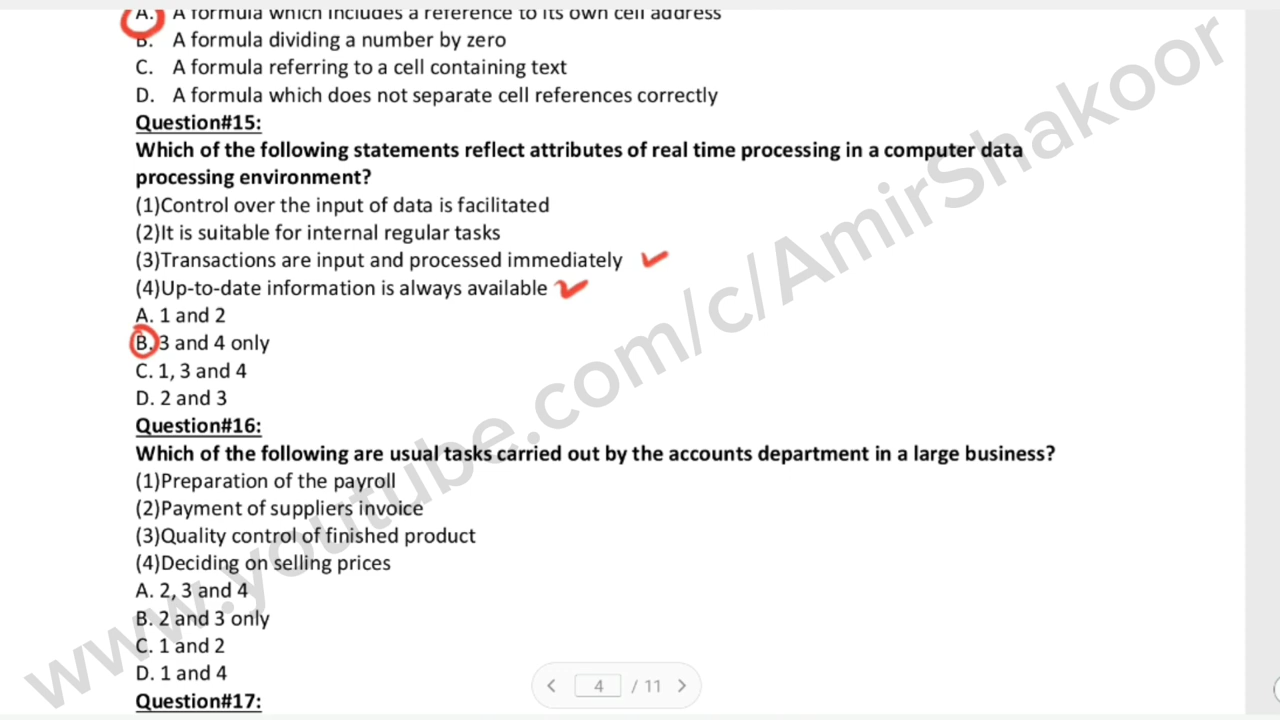 A. A formula which includes a reference to its own cell address
B. A formula dividing a number by zero
C. A formula referring to a cell containing text
D. A formula which does not separate cell references correctly
Question#15:
Which of the following statements reflect attributes of real time processing in a computer data
processing environment?
(1)Control over the input of data is facilitated
(2)It is suitable for internal regular tasks
(3)Transactions are input and processed immediately
(4)Up-to-date information is always available
A. 1 and 2
B. 3 and 4 only
C. 1, 3 and 4
D. 2 and 3
Question#16:
Which of the following are usual tasks carried out by the accounts department in a large business?
(1)Preparation of the payroll
(2)Payment of suppliers invoice
(3)Quality control of finished product
(4)Deciding on selling prices
A. 2, 3 and 4
B. 2 and 3 only
C. 1 and 2
D. 1 and 4
Question#17:
www.youtube.com/c/AmirShakoor
4 / 11